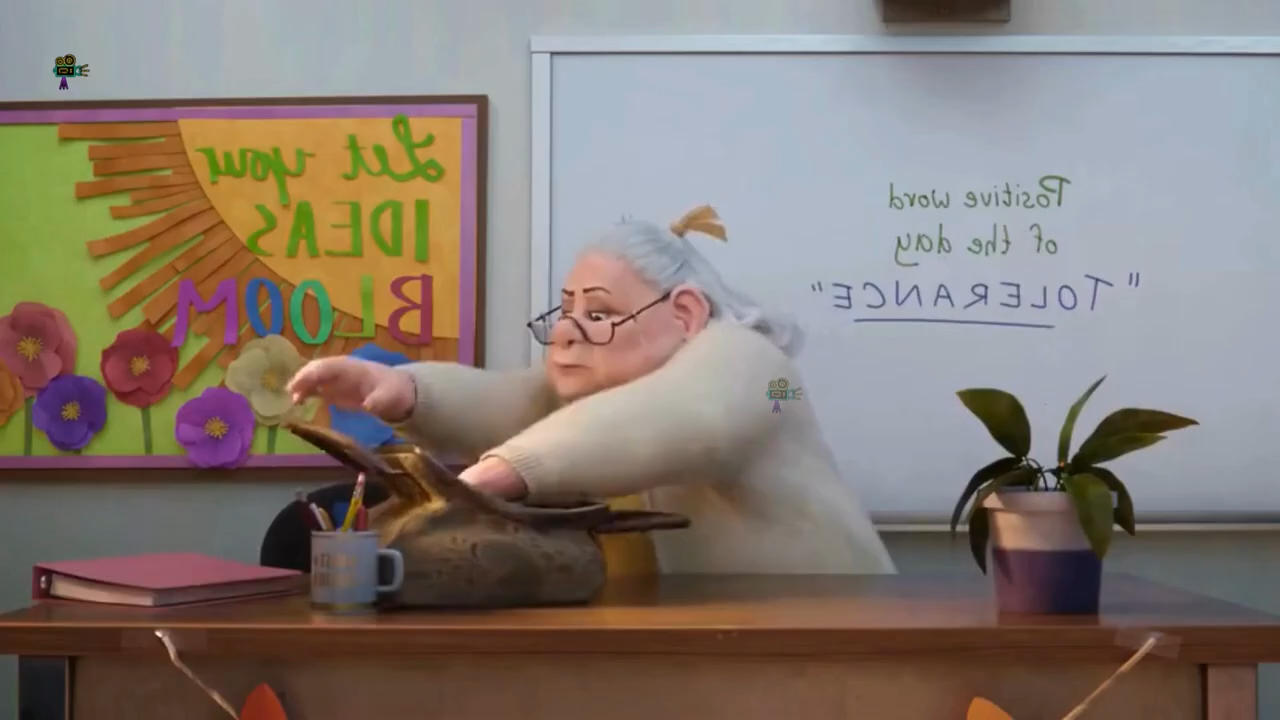 Let your
IDEAS
BLOOM
Positive word
of the day
"TOLERANCE"